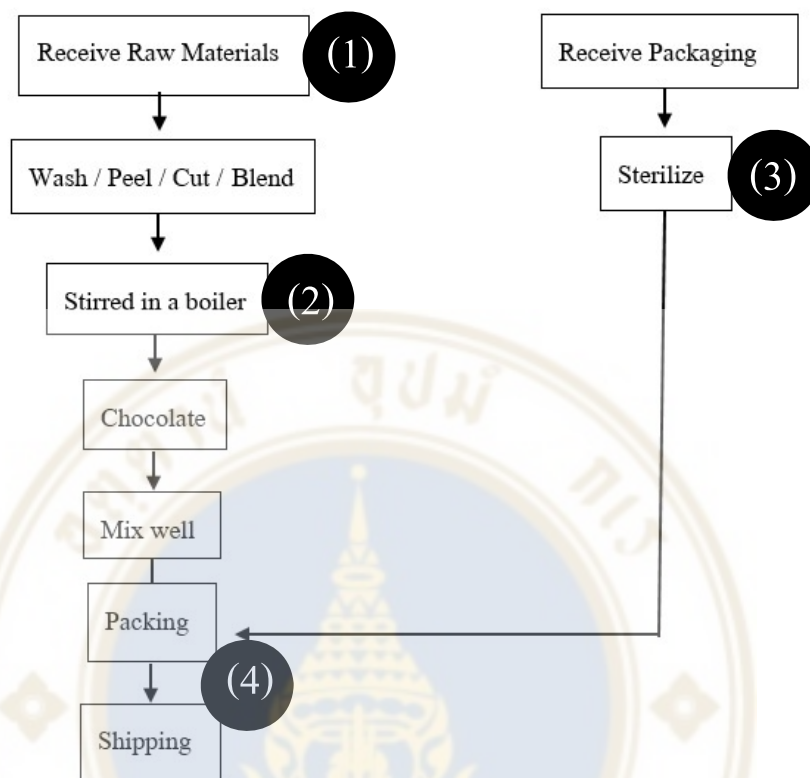 Receive Raw Materials
(1)
Receive Packaging
Wash / Peel / Cut / Blend
Sterilize
(3)
Stirred in a boiler
(2)
Chocolate
Mix well
Packing
(4)
Shipping